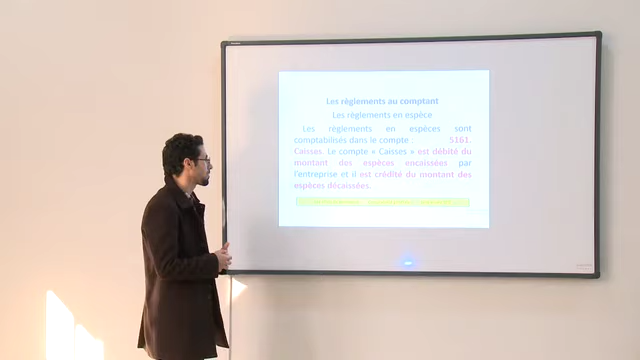 Les règlements au comptant
Les règlements en espèce
Les règlements en espèces sont
comptabilisés dans le compte : 5161.
Caisses. Le compte « Caisses » est débité du
montant des espèces encaissées par
l'entreprise et il est crédité du montant des
espèces décaissées.